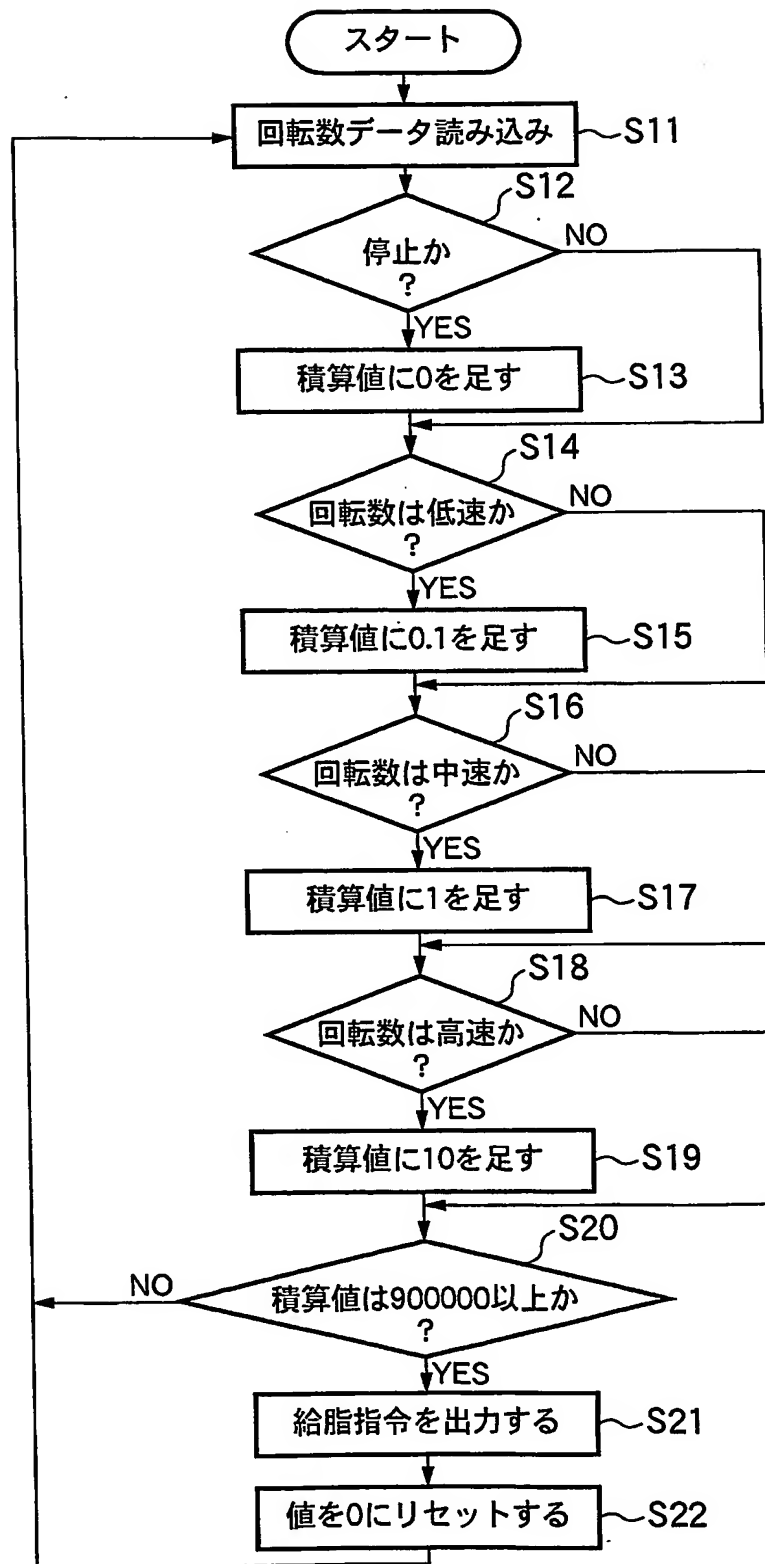 スタート
回転数データ読み込み
S11
S12
停止か
?
NO
YES
積算値に0を足す
S13
S14
回転数は低速か
?
NO
YES
積算値に0.1を足す
S15
S16
回転数は中速か
?
NO
YES
積算値に1を足す
S17
S18
回転数は高速か
?
NO
YES
積算値に10を足す
S19
S20
NO
積算値は900000以上か
?
YES
給脂指令を出力する
S21
値を0にリセットする
S22